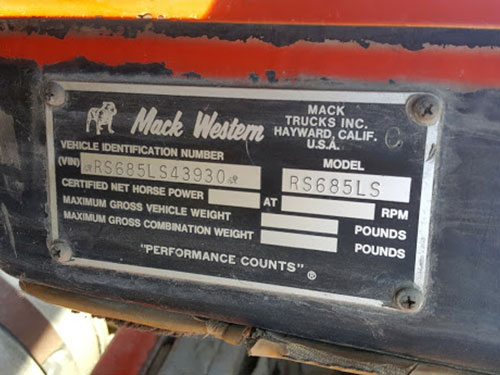 Mack Western
MACK
TRUCKS INC.
HAYWARD, CALIF.
U.S.A.
C
VEHICLE IDENTIFICATION NUMBER
(VIN) RS685LS43930
MODEL
RS685LS
CERTIFIED NET HORSE POWER AT RPM
MAXIMUM GROSS VEHICLE WEIGHT POUNDS
MAXIMUM GROSS COMBINATION WEIGHT POUNDS
"PERFORMANCE COUNTS" ®